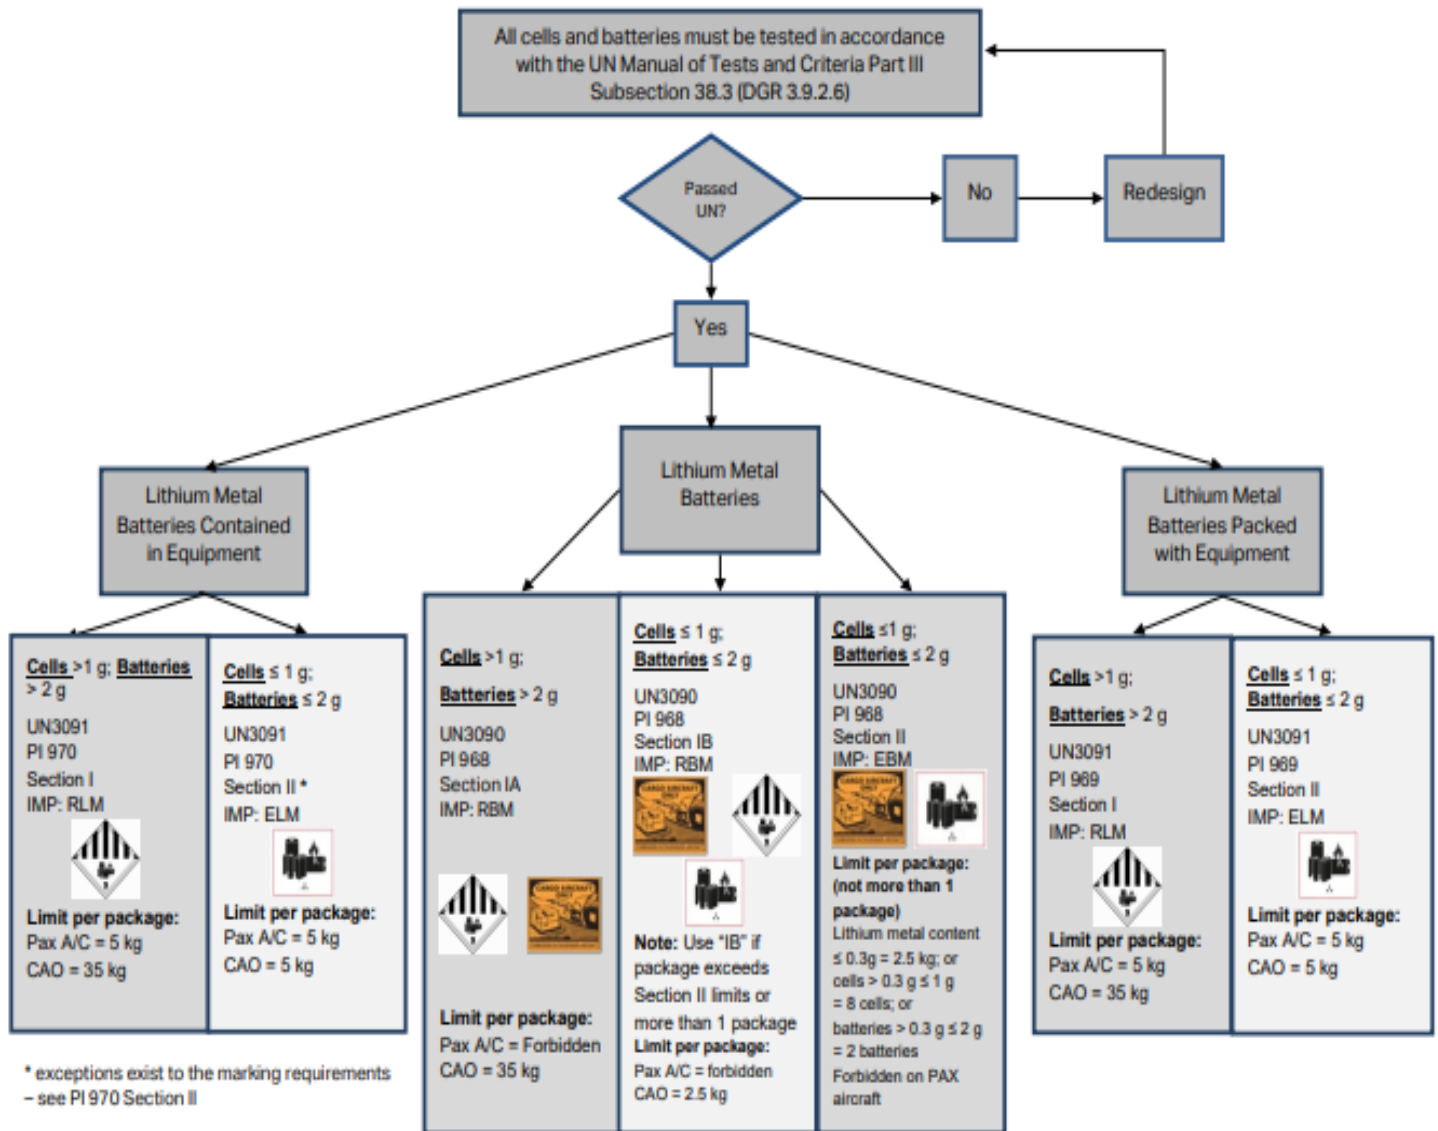 All cells and batteries must be tested in accordance
with the UN Manual of Tests and Criteria Part III
Subsection 38.3 (DGR 3.9.2.6)
Passed
UN?
No
Redesign
Yes
Lithium Metal
Batteries Contained
in Equipment
Lithium Metal
Batteries
Lithium Metal
Batteries Packed
with Equipment
Cells >1 g; Batteries
> 2 g
UN3091
PI 970
Section I
IMP: RLM
Limit per package:
Pax A/C = 5 kg
CAO = 35 kg
Cells ≤ 1 g;
Batteries ≤ 2 g
UN3091
PI 970
Section II *
IMP: ELM
Limit per package:
Pax A/C = 5 kg
CAO = 5 kg
Cells >1 g;
Batteries > 2 g
UN3090
PI 968
Section IA
IMP: RBM
CARGO AIRCRAFT
ONLY
Limit per package:
Pax A/C = Forbidden
CAO = 35 kg
Cells ≤ 1 g;
Batteries ≤ 2 g
UN3090
PI 968
Section IB
IMP: RBM
CARGO AIRCRAFT
ONLY
Note: Use "IB" if
package exceeds
Section II limits or
more than 1 package
Limit per package:
Pax A/C = forbidden
CAO = 2.5 kg
Cells ≤1 g;
Batteries ≤ 2 g
UN3090
PI 968
Section II
IMP: EBM
CARGO AIRCRAFT
ONLY
Limit per package:
(not more than 1
package)
Lithium metal content
≤ 0.3g = 2.5 kg; or
cells > 0.3 g ≤ 1 g
= 8 cells; or
batteries > 0.3 g ≤ 2 g
= 2 batteries
Forbidden on PAX
aircraft
Cells >1 g;
Batteries > 2 g
UN3091
PI 969
Section I
IMP: RLM
Limit per package:
Pax A/C = 5 kg
CAO = 35 kg
Cells ≤ 1 g;
Batteries ≤ 2 g
UN3091
PI 969
Section II
IMP: ELM
Limit per package:
Pax A/C = 5 kg
CAO = 5 kg
* exceptions exist to the marking requirements
– see PI 970 Section II